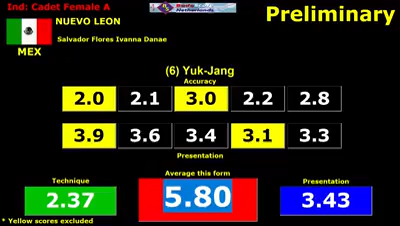 Ind: Cadet Female A
Preliminary
NUEVO LEON
Salvador Flores Ivanna Danae
MEX
(6) Yuk-Jang
Accuracy
2.0 2.1 3.0 2.2 2.8
3.9 3.6 3.4 3.1 3.3
Presentation
Technique Average this form Presentation
2.37 5.80 3.43
* Yellow scores excluded